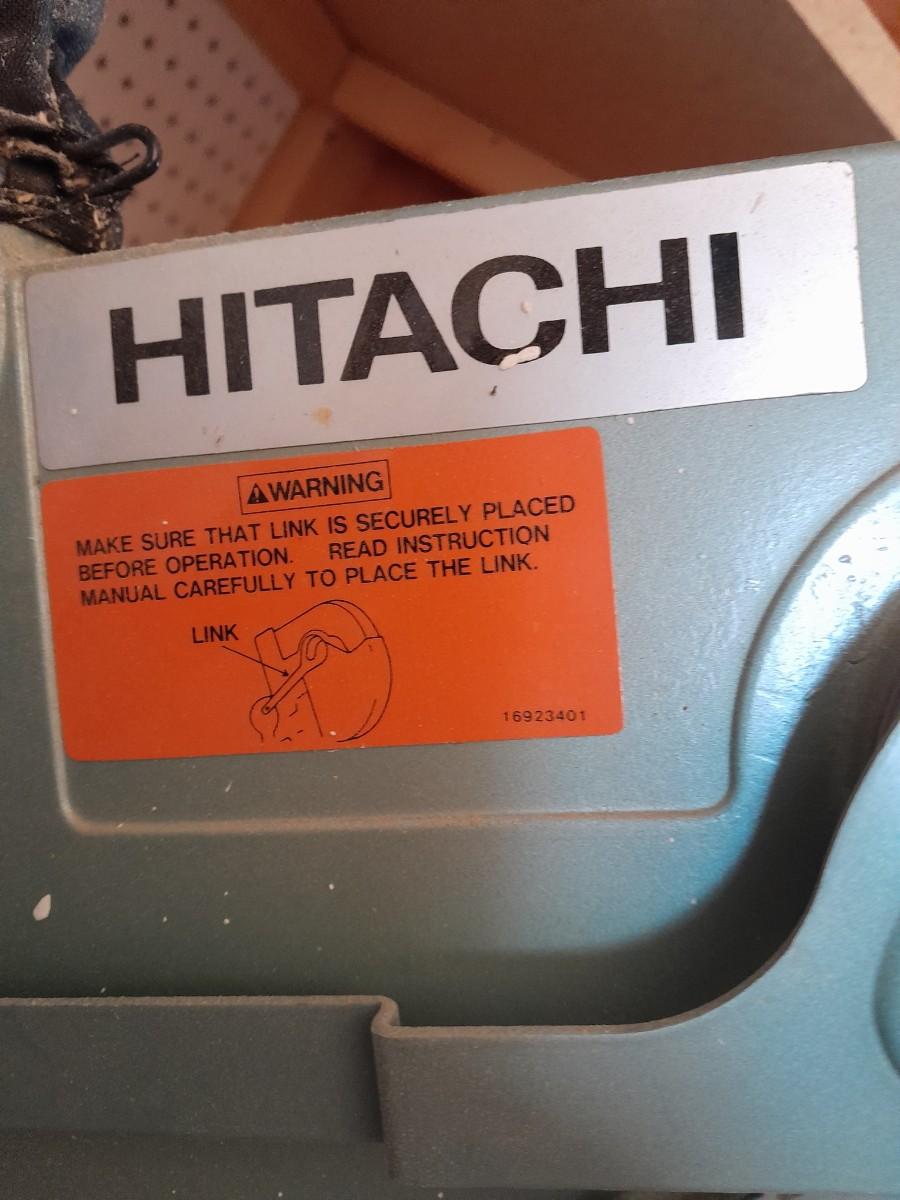 HITACHI
⚠WARNING
MAKE SURE THAT LINK IS SECURELY PLACED
BEFORE OPERATION. READ INSTRUCTION
MANUAL CAREFULLY TO PLACE THE LINK.
LINK
16923401